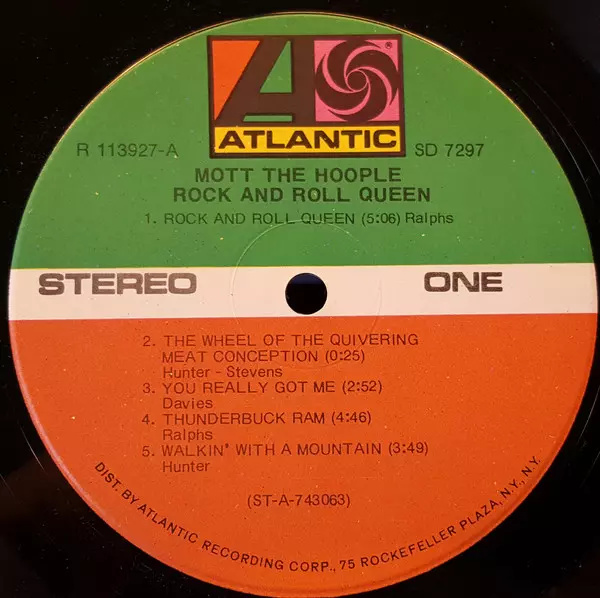 ATLANTIC
R 113927-A SD 7297
MOTT THE HOOPLE
ROCK AND ROLL QUEEN
1. ROCK AND ROLL QUEEN (5:06) Ralphs
STEREO ONE
2. THE WHEEL OF THE QUIVERING
MEAT CONCEPTION (0:25)
Hunter - Stevens
3. YOU REALLY GOT ME (2:52)
Davies
4. THUNDERBUCK RAM (4:46)
Ralphs
5. WALKIN' WITH A MOUNTAIN (3:49)
Hunter
(ST-A-743063)
DIST. BY ATLANTIC RECORDING CORP., 75 ROCKEFELLER PLAZA, N.Y., N.Y.